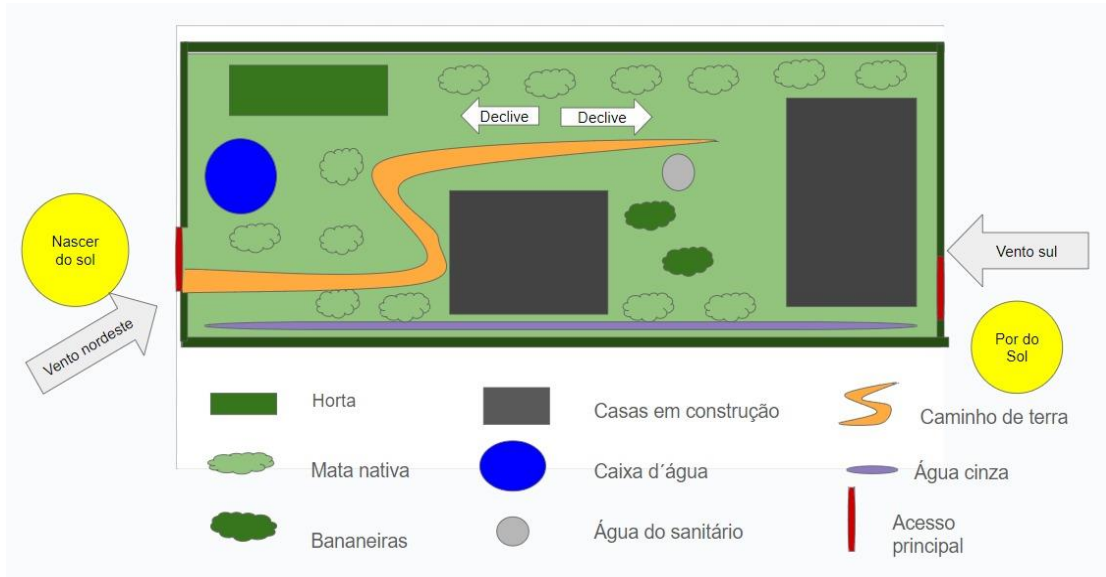 Declive
Declive
Nascer
do sol
Vento nordeste
Vento sul
Por do
Sol
Horta
Casas em construção
Caminho de terra
Mata nativa
Caixa d´água
Água cinza
Bananeiras
Água do sanitário
Acesso
principal